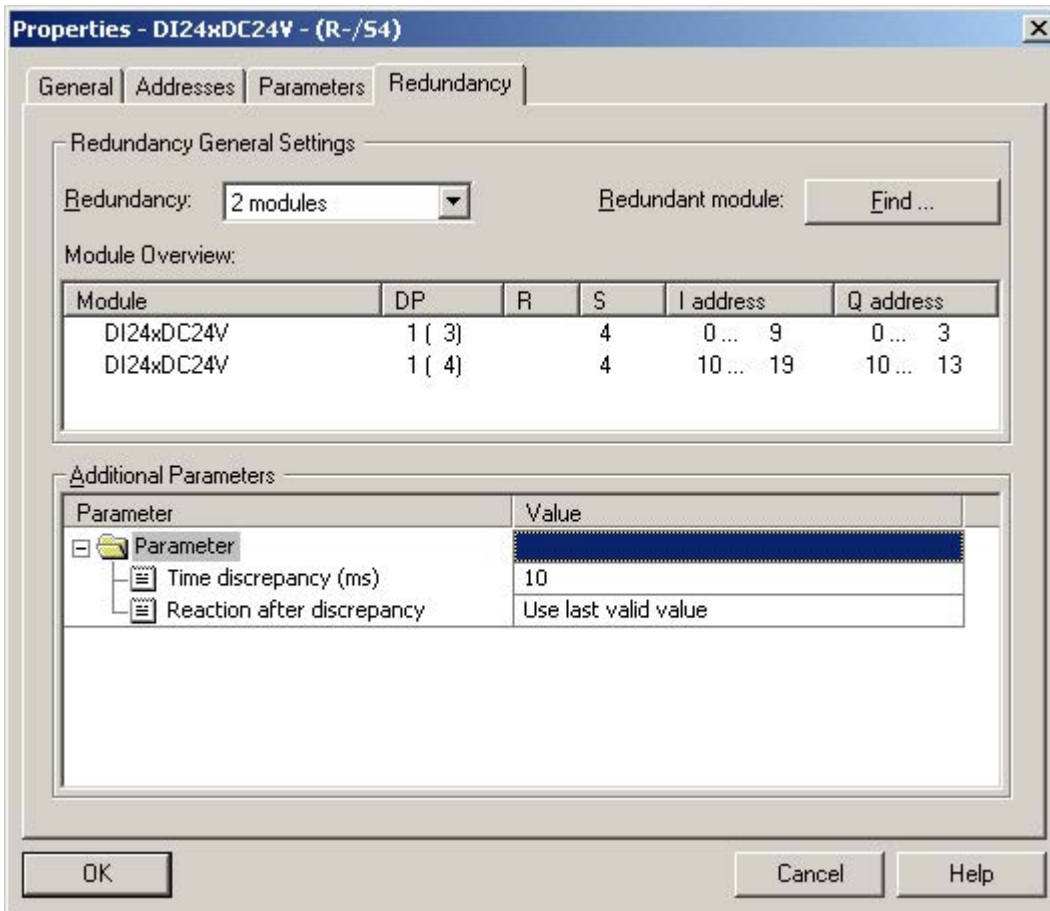 Properties - DI24xDC24V - (R-/S4)
General Addresses Parameters Redundancy
Redundancy General Settings
Redundancy: 2 modules Redundant module: Find ...
Module Overview:
Module DP R S I address Q address
DI24xDC24V 1 ( 3) 4 0 ... 9 0 ... 3
DI24xDC24V 1 ( 4) 4 10 ... 19 10 ... 13
Additional Parameters
Parameter Value
Parameter
Time discrepancy (ms) 10
Reaction after discrepancy Use last valid value
OK Cancel Help